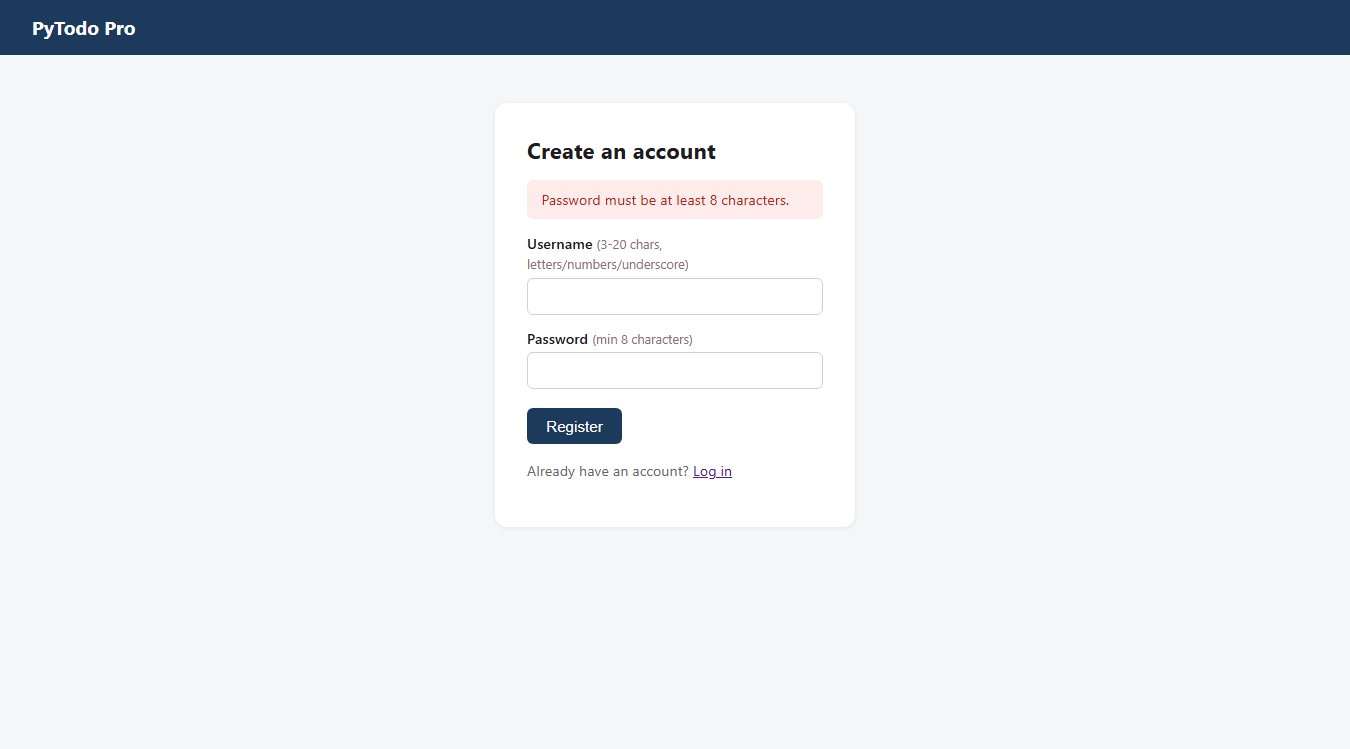 PyTodo Pro
Create an account
Password must be at least 8 characters.
Username (3-20 chars,
letters/numbers/underscore)
Password (min 8 characters)
Register
Already have an account? Log in